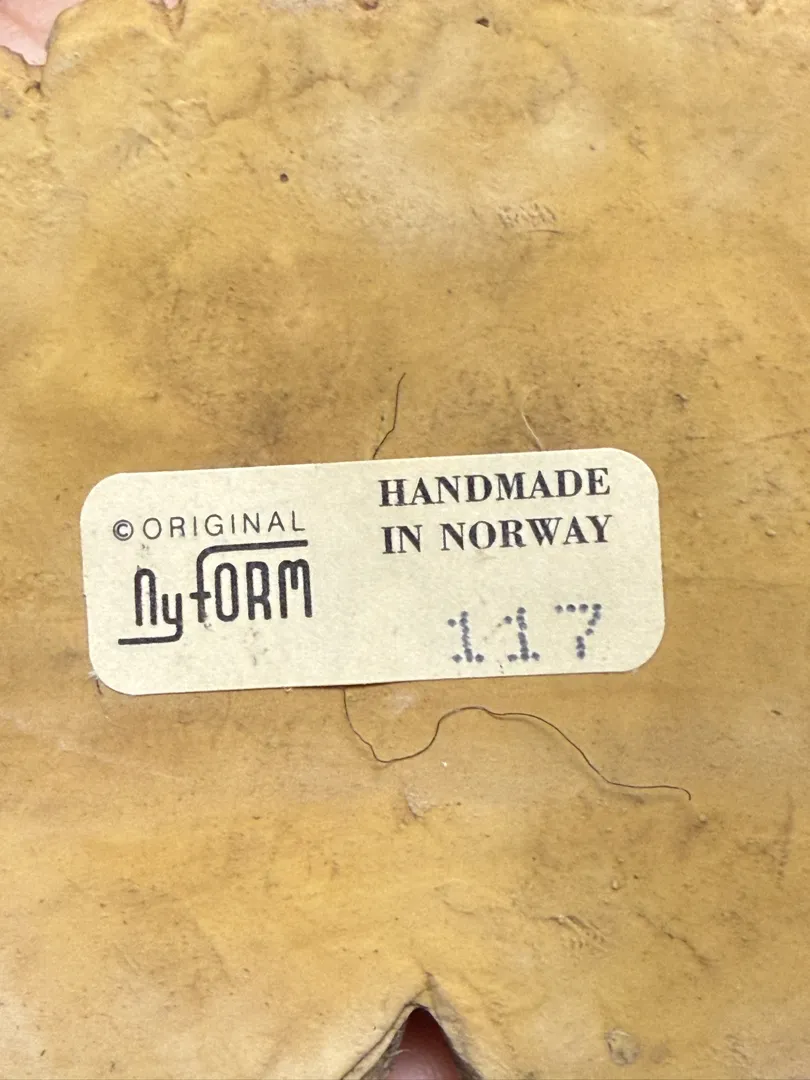 © ORIGINAL
nyform
HANDMADE
IN NORWAY
117